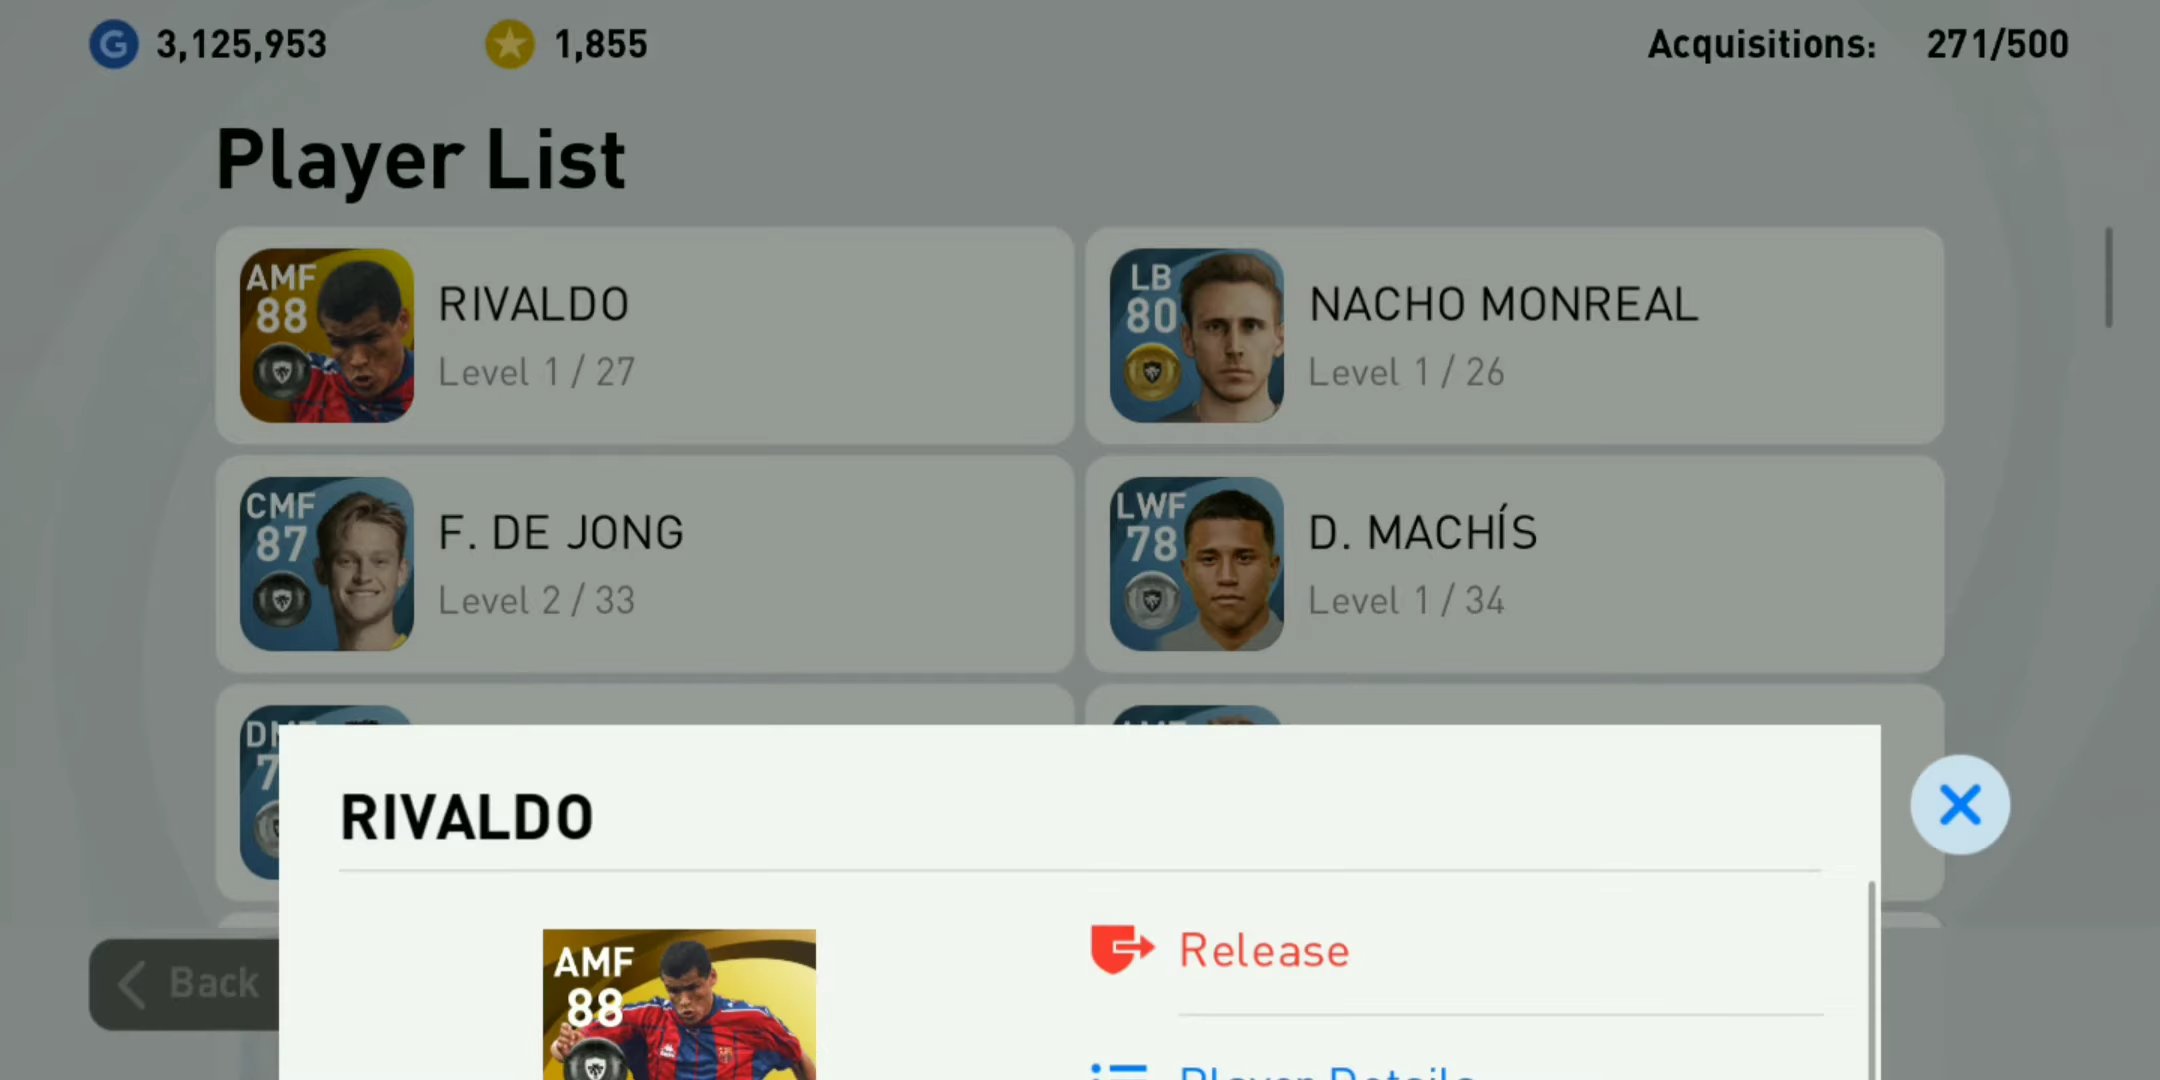 3,125,953
1,855
Acquisitions: 271/500
Player List
AMF
88
RIVALDO
Level 1 / 27
LB
80
NACHO MONREAL
Level 1 / 26
CMF
87
F. DE JONG
Level 2 / 33
LWF
78
D. MACHÍS
Level 1 / 34
RIVALDO
Back
AMF
88
Release
Player Details